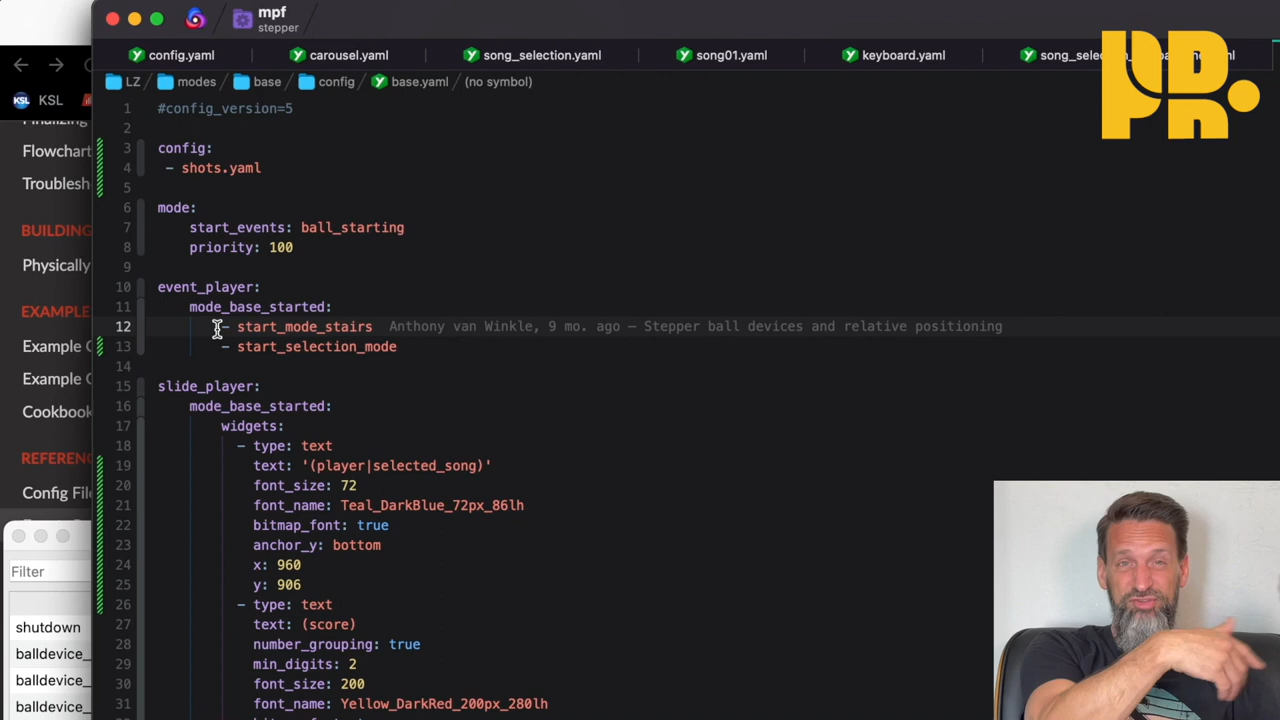 mpf
stepper
config.yaml
carousel.yaml
song_selection.yaml
song01.yaml
keyboard.yaml
LZ
modes
base
config
base.yaml
(no symbol)
KSL
Flowchart
Troublesh
BUILDING
Physically
Example
Example
Cookbook
Config Fil
Filter
shutdown
balldevice_
balldevice_
balldevice_
1 #config_version=5
2
3 config:
4 - shots.yaml
5
6 mode:
7 start_events: ball_starting
8 priority: 100
9
10 event_player:
11 mode_base_started:
12 - start_mode_stairs Anthony van Winkle, 9 mo. ago — Stepper ball devices and relative positioning
13 - start_selection_mode
14
15 slide_player:
16 mode_base_started:
17 widgets:
18 - type: text
19 text: '(player|selected_song)'
20 font_size: 72
21 font_name: Teal_DarkBlue_72px_86lh
22 bitmap_font: true
23 anchor_y: bottom
24 x: 960
25 y: 906
26 - type: text
27 text: (score)
28 number_grouping: true
29 min_digits: 2
30 font_size: 200
31 font_name: Yellow_DarkRed_200px_280lh